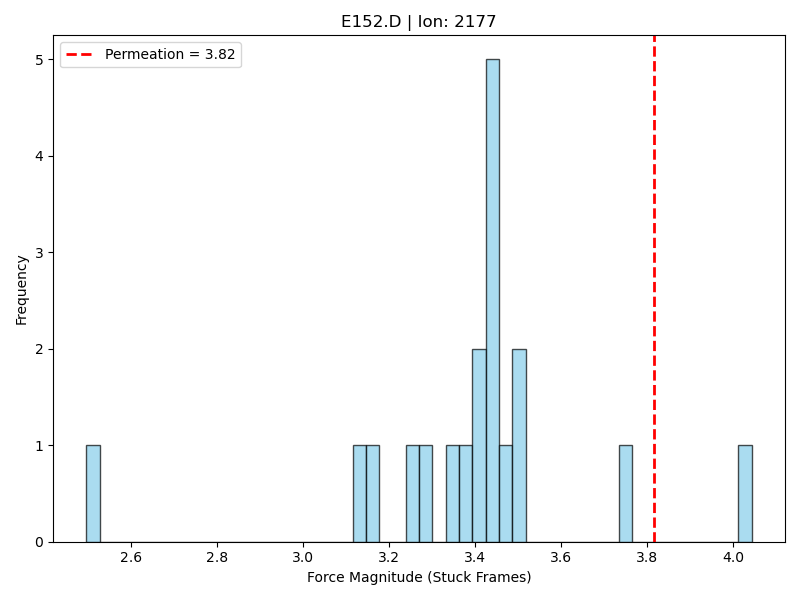 E152.D | Ion: 2177
Permeation = 3.82
5
4
3
2
1
0
Frequency
2.6 2.8 3.0 3.2 3.4 3.6 3.8 4.0
Force Magnitude (Stuck Frames)